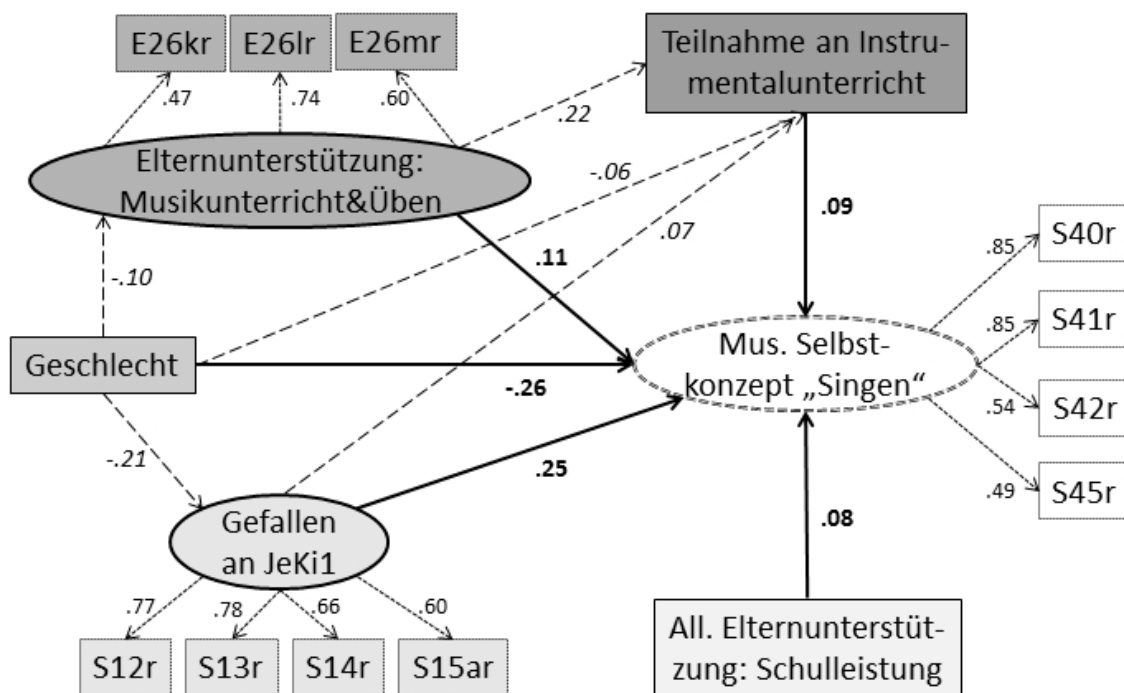 E26kr
E26lr
E26mr
.47
.74
.60
Teilnahme an Instru-
mentalunterricht
.22
Elternunterstützung:
Musikunterricht&Üben
-.06
.07
.11
.09
-.10
S40r
.85
S41r
.85
Geschlecht
Mus. Selbst-
konzept „Singen“
-.26
S42r
.54
-.21
.25
S45r
.49
.08
Gefallen
an JeKi1
.77
.78
.66
.60
S12r
S13r
S14r
S15ar
All. Elternunterstüt-
zung: Schulleistung